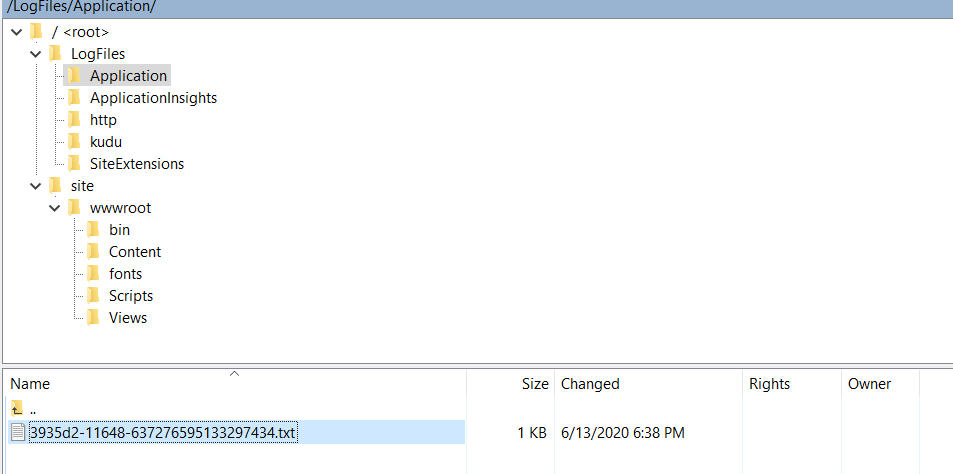 /LogFiles/Application/
/ <root>
LogFiles
Application
ApplicationInsights
http
kudu
SiteExtensions
site
wwwroot
bin
Content
fonts
Scripts
Views
Name Size Changed Rights Owner
..
3935d2-11648-637276595133297434.txt 1 KB 6/13/2020 6:38 PM